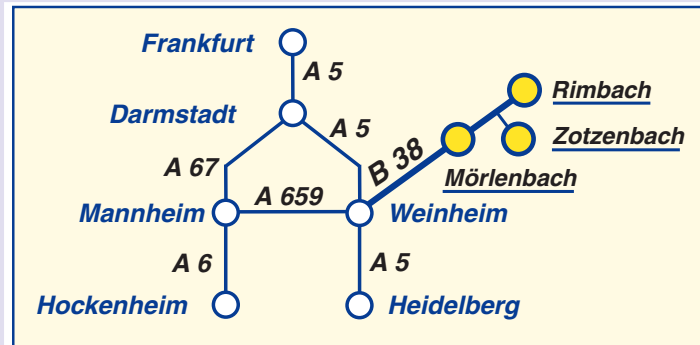 Frankfurt
A 5
Darmstadt
A 5
A 67
B 38
Rimbach
Zotzenbach
Mörlenbach
Mannheim
A 659
Weinheim
A 6
A 5
Hockenheim
Heidelberg